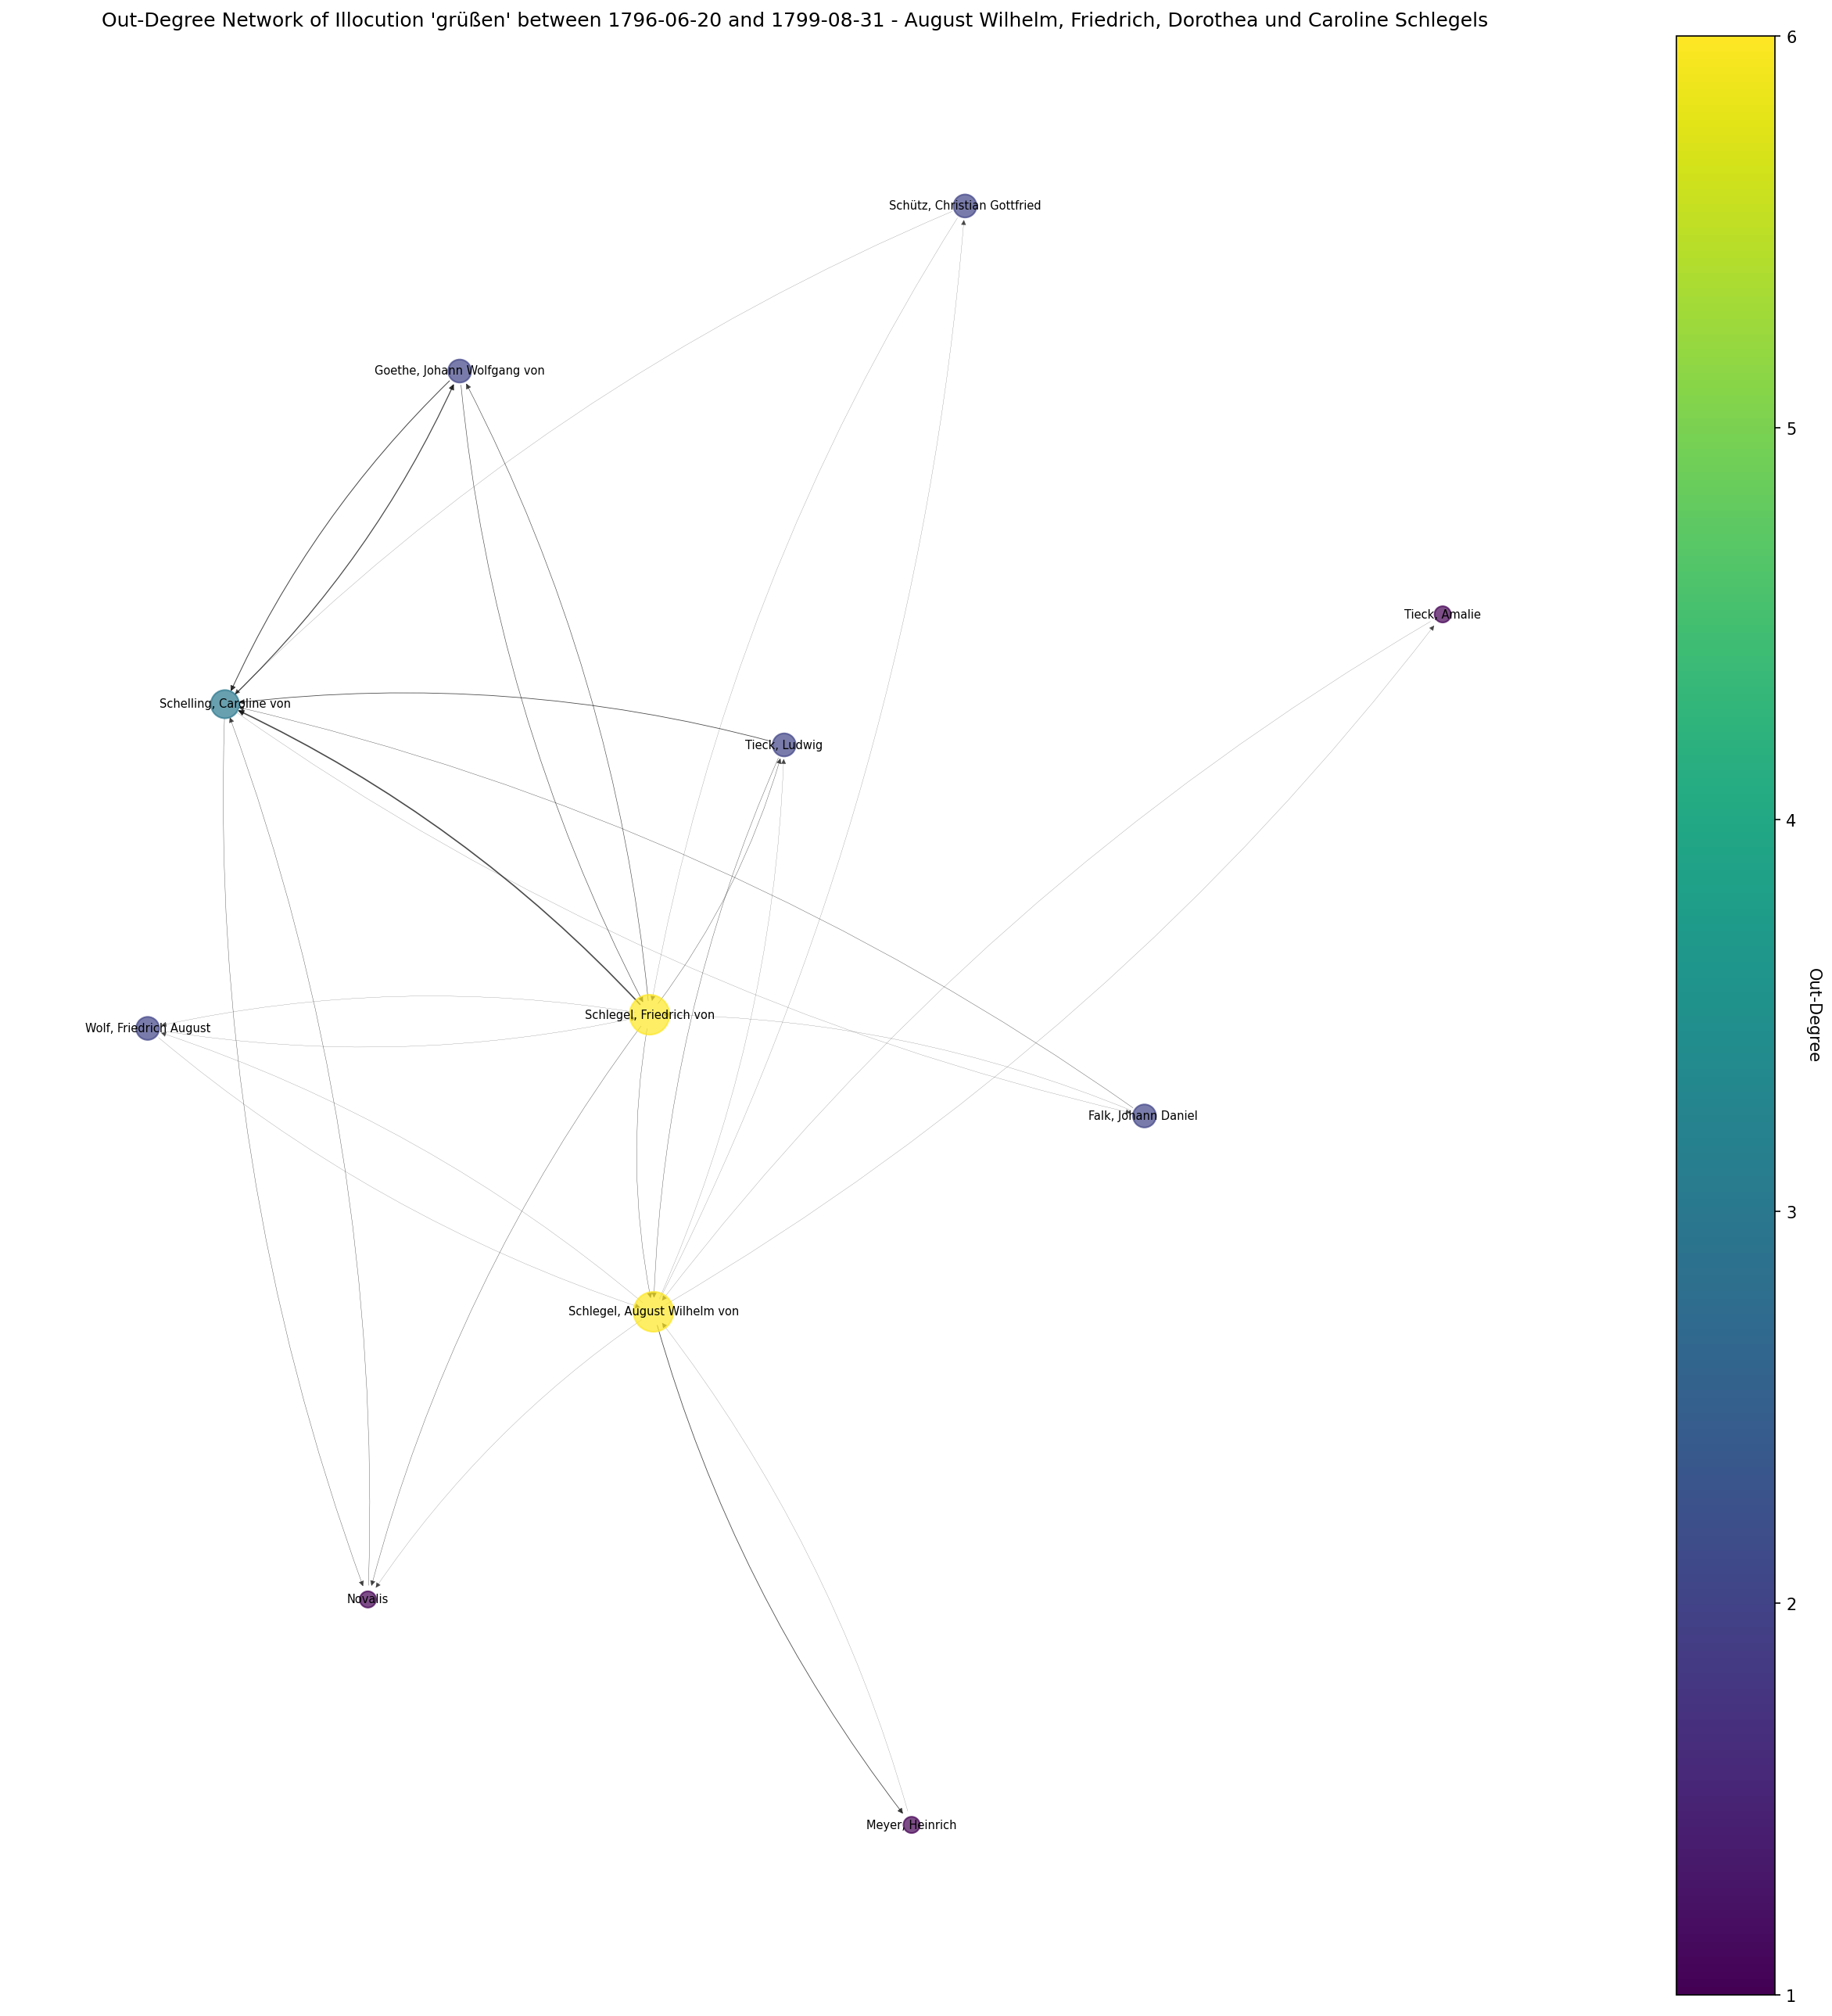 Out-Degree Network of Illocution 'grüßen' between 1796-06-20 and 1799-08-31 - August Wilhelm, Friedrich, Dorothea und Caroline Schlegels
Schütz, Christian Gottfried
Goethe, Johann Wolfgang von
Tieck, Amalie
Schelling, Caroline von
Tieck, Ludwig
Schlegel, Friedrich von
Wolf, Friedrich August
Falk, Johann Daniel
Schlegel, August Wilhelm von
Novalis
Meyer, Heinrich
6
5
4
3
2
1
Out-Degree